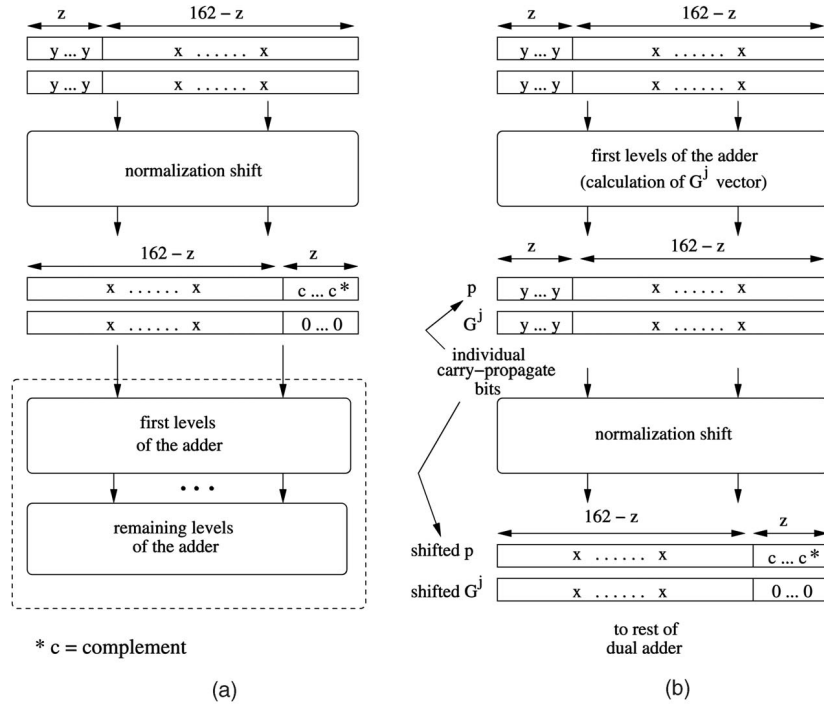 z 162 – z
y ... y x . . . . . . x
y ... y x . . . . . . x
normalization shift
162 – z z
x . . . . . . x c ... c*
x . . . . . . x 0 ... 0
first levels
of the adder
• • •
remaining levels
of the adder
* c = complement
(a)
z 162 – z
y ... y x . . . . . . x
y ... y x . . . . . . x
first levels of the adder
(calculation of G^j vector)
z 162 – z
p y ... y x . . . . . . x
G^j y ... y x . . . . . . x
individual
carry-propagate
bits
normalization shift
162 – z z
shifted p x . . . . . . x c ... c*
shifted G^j x . . . . . . x 0 ... 0
to rest of
dual adder
(b)